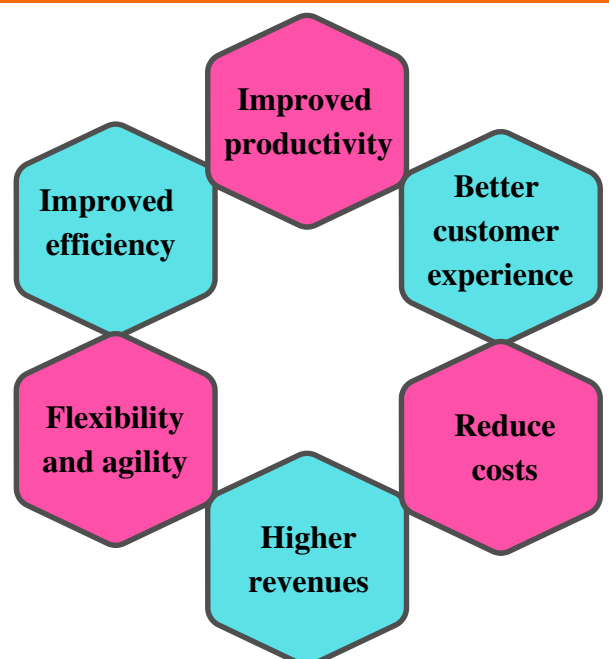 Improved
productivity
Better
customer
experience
Reduce
costs
Higher
revenues
Flexibility
and agility
Improved
efficiency